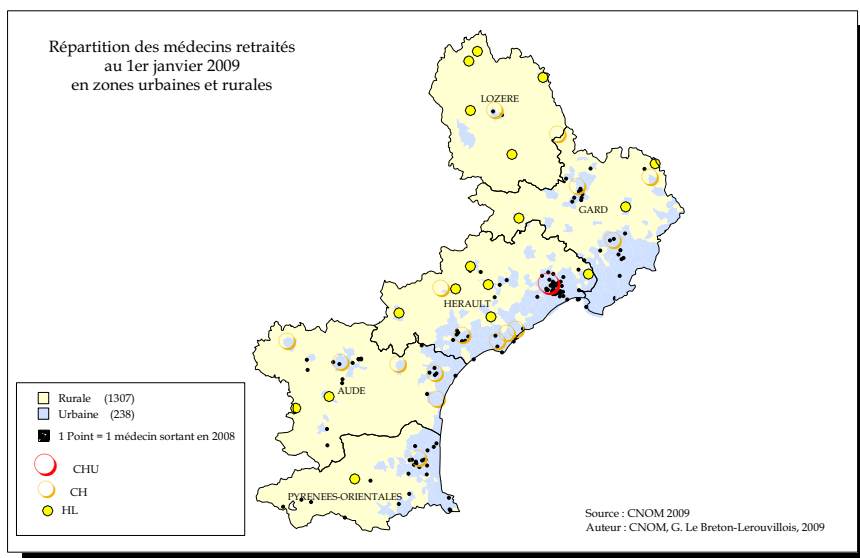 Répartition des médecins retraités
au 1er janvier 2009
en zones urbaines et rurales
LOZERE
GARD
HERAULT
AUDE
PYRENEES-ORIENTALES
Rurale (1307)
Urbaine (238)
1 Point = 1 médecin sortant en 2008
CHU
CH
HL
Source : CNOM 2009
Auteur : CNOM, G. Le Breton-Lerouvillois, 2009